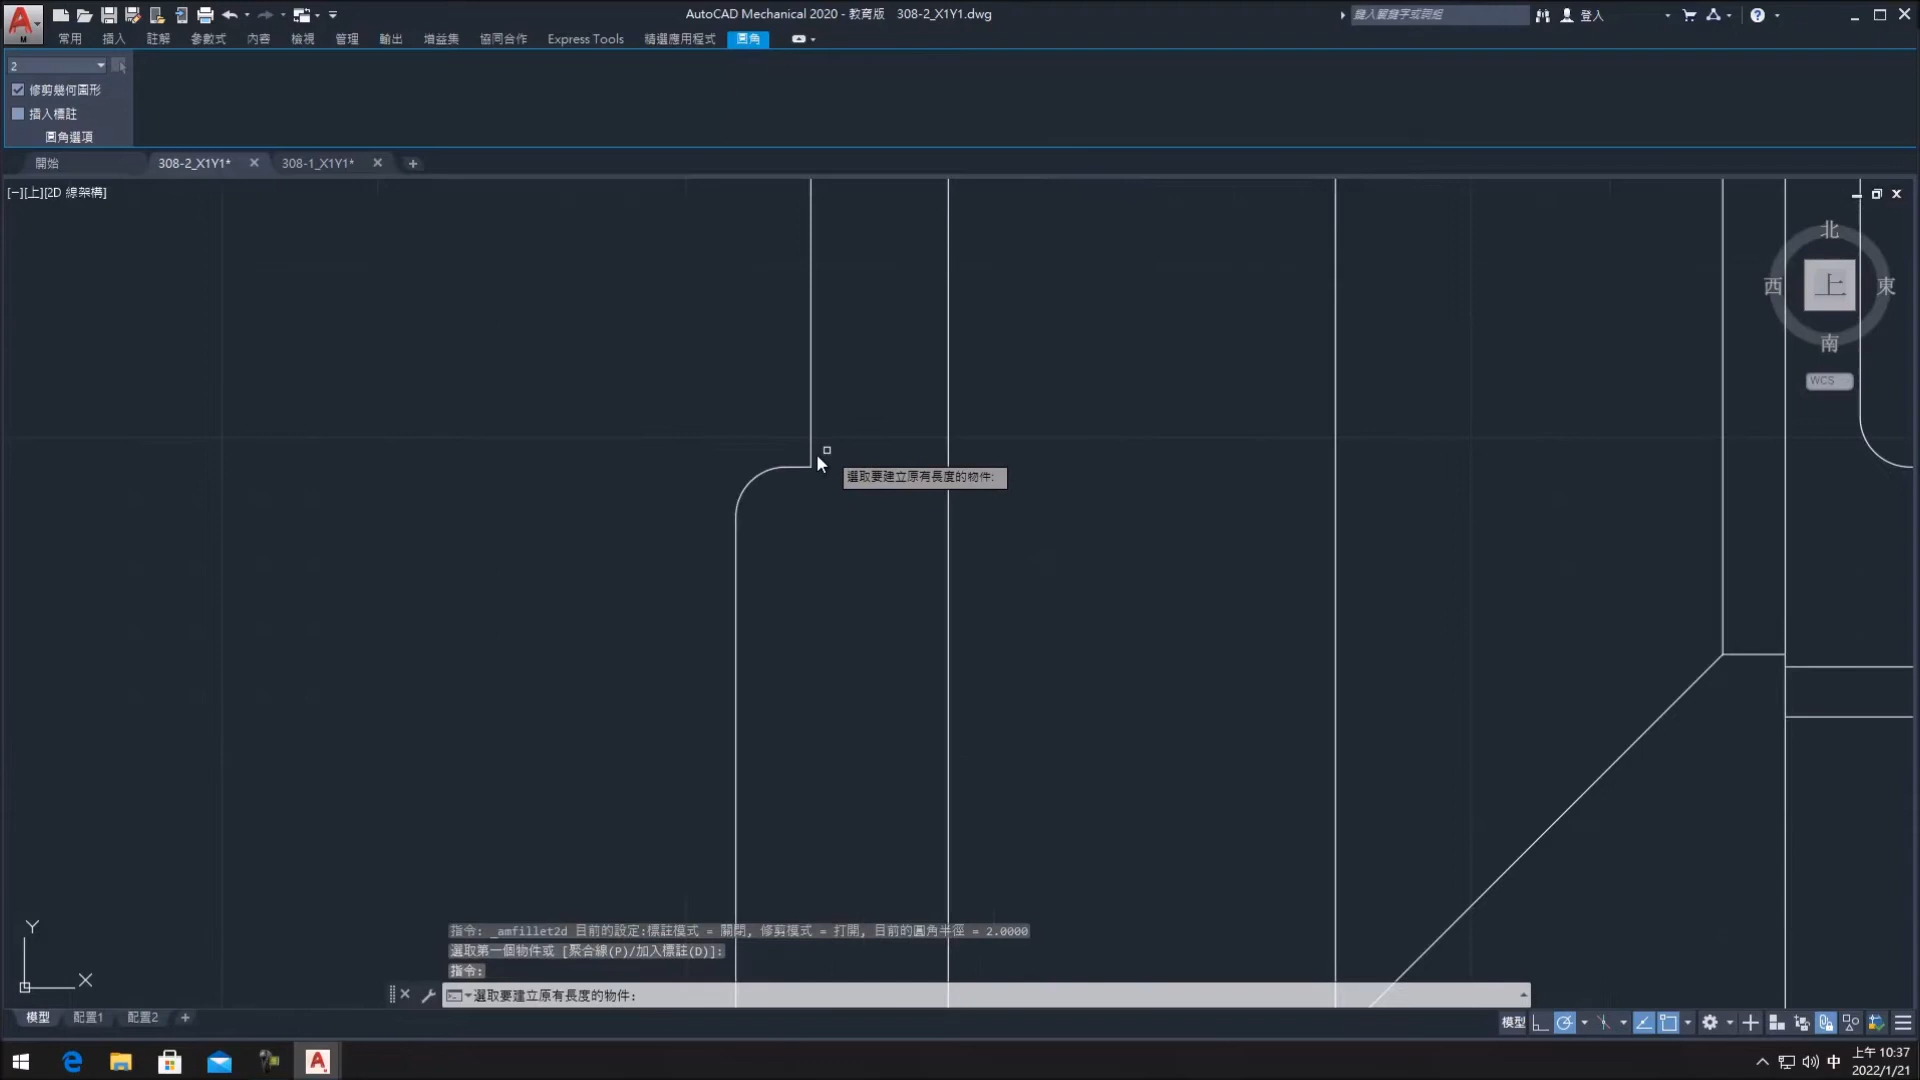 AutoCAD Mechanical 2020 - 教育版 308-2_X1Y1.dwg
鍵入關鍵字或詞組
登入
常用 插入 註解 參數式 內容 檢視 管理 輸出 增益集 協同合作 Express Tools 精選應用程式 圓角
2
修剪幾何圖形
插入標註
圓角選項
開始 308-2_X1Y1* 308-1_X1Y1*
[−][上][2D 線架構]
北
西 上 東
南
WCS
選取要建立原有長度的物件:
Y
X
指令: _amfillet2d 目前的設定:標註模式 = 關閉, 修剪模式 = 打開, 目前的圓角半徑 = 2.0000
選取第一個物件或 [聚合線(P)/加入標註(D)]:
指令:
選取要建立原有長度的物件:
模型 配置1 配置2
模型
中
上午 10:37
2022/1/21